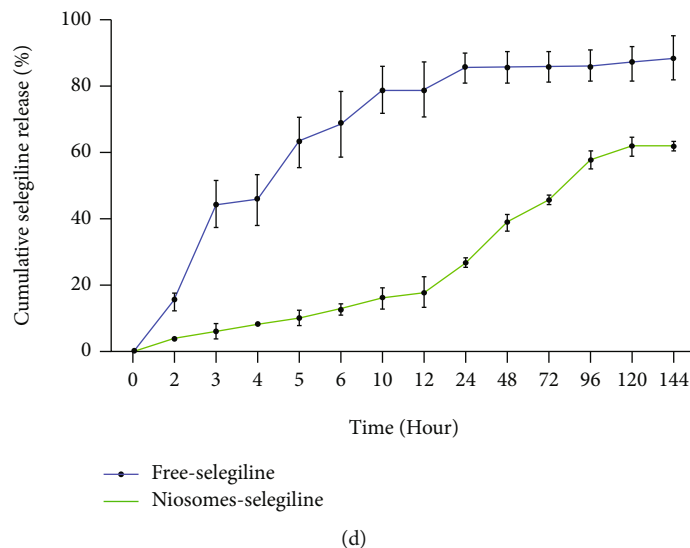 Cumulative selegiline release (%)
100
80
60
40
20
0
0 2 3 4 5 6 10 12 24 48 72 96 120 144
Time (Hour)
Free-selegiline
Niosomes-selegiline
(d)